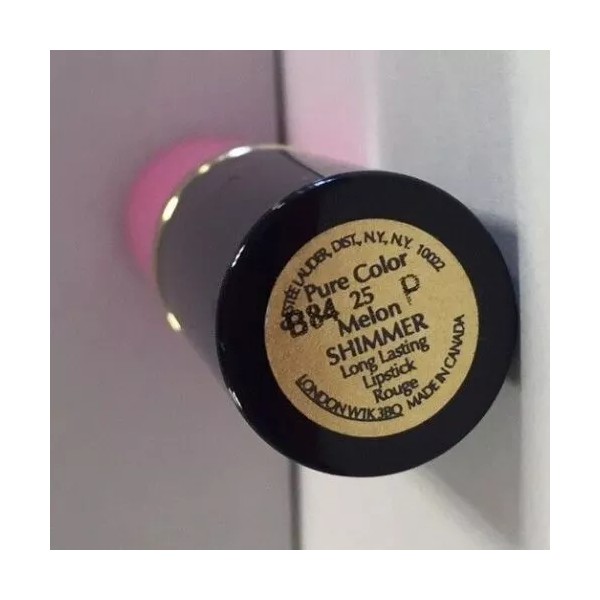 ESTEE LAUDER, DIST., N.Y., N.Y. 10022
Pure Color
B84 25 P
Melon
SHIMMER
Long Lasting
Lipstick
Rouge
LONDON W1K 3BQ MADE IN CANADA